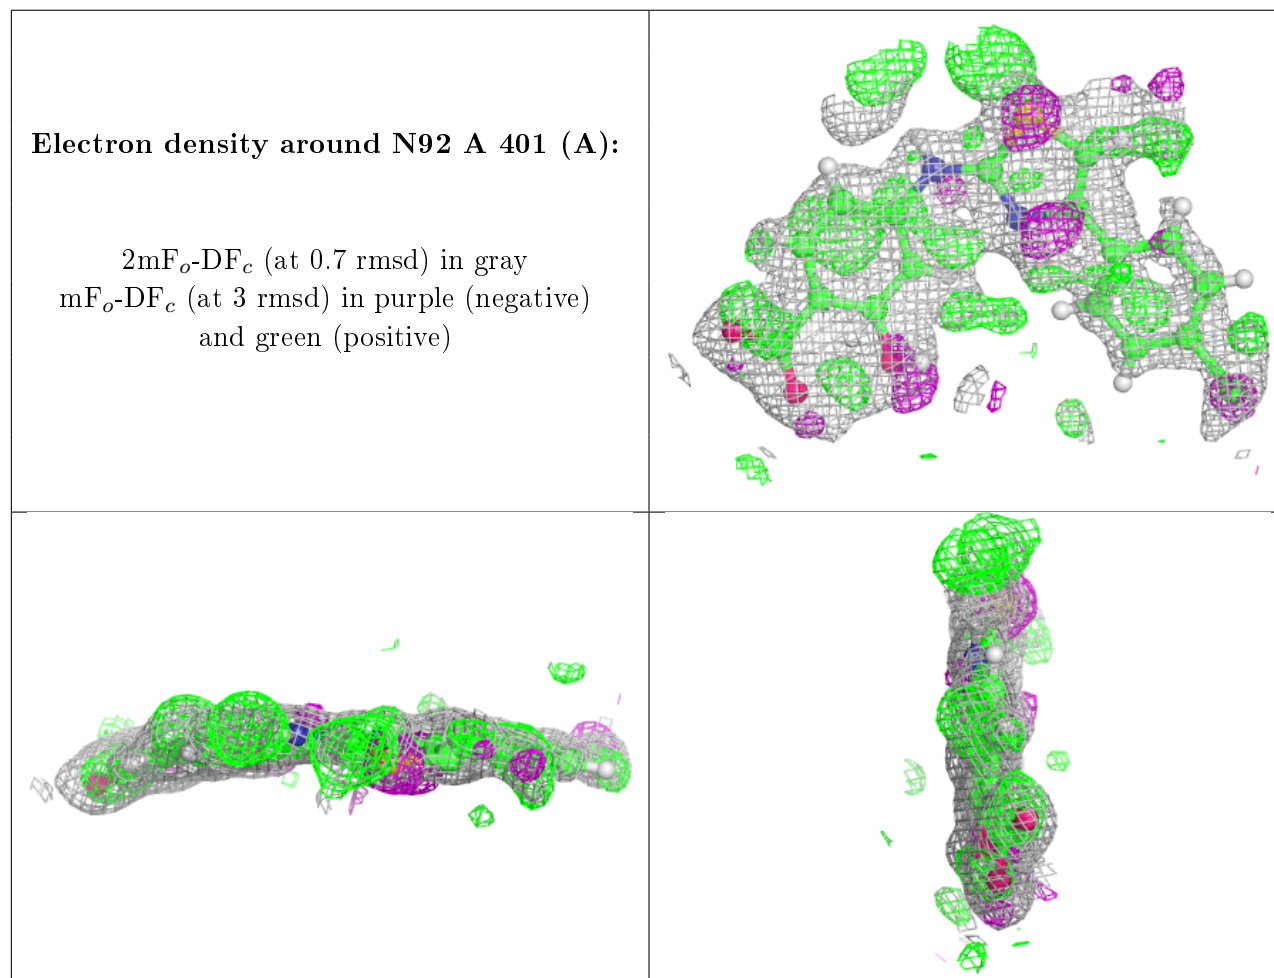 Electron density around N92 A 401 (A):
2mFo-DFc (at 0.7 rmsd) in gray
mFo-DFc (at 3 rmsd) in purple (negative)
and green (positive)